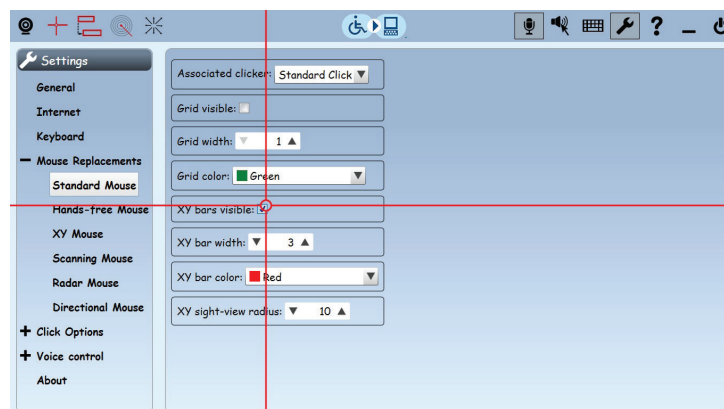 ?
Settings
General
Internet
Keyboard
Mouse Replacements
Standard Mouse
Hands-free Mouse
XY Mouse
Scanning Mouse
Radar Mouse
Directional Mouse
Click Options
Voice control
About
Associated clicker: Standard Click
Grid visible:
Grid width: 1
Grid color: Green
XY bars visible:
XY bar width: 3
XY bar color: Red
XY sight-view radius: 10